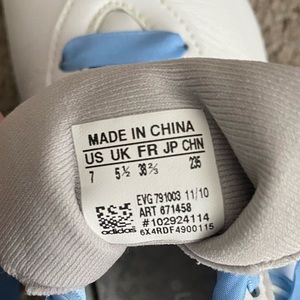 MADE IN CHINA
US UK FR JP CHN
7 5½ 38⅔ 235
EVG 791003 11/10
ART 671458
#102924114
adidas 6X4RDF4900115